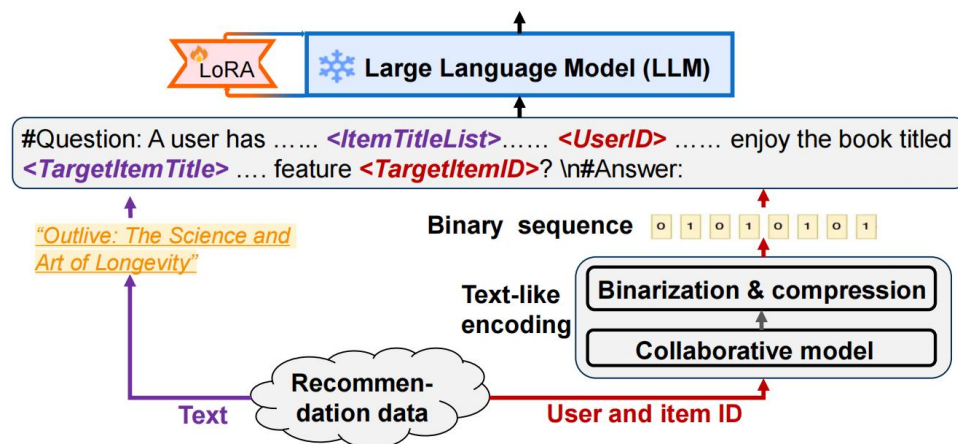 LoRA
Large Language Model (LLM)
#Question: A user has …… <ItemTitleList>…… <UserID> …… enjoy the book titled
<TargetItemTitle> …. feature <TargetItemID>? \n#Answer:
"Outlive: The Science and
Art of Longevity"
Binary sequence 0 1 0 1 0 1 0 1
Text-like
encoding
Binarization & compression
Collaborative model
Recommen-
dation data
Text
User and item ID